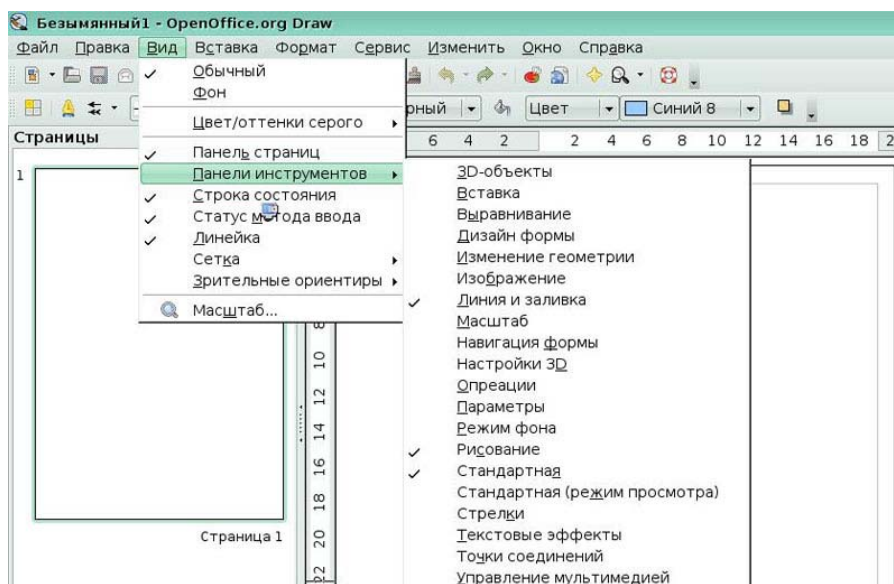 Безымянный1 - OpenOffice.org Draw
Файл Правка Вид Вставка Формат Сервис Изменить Окно Справка
Обычный
Фон
Цвет/оттенки серого
Панель страниц
Панели инструментов
Строка состояния
Статус метода ввода
Линейка
Сетка
Зрительные ориентиры
Масштаб...
рный Цвет Синий 8
Страницы
6 4 2 2 4 6 8 10 12 14 16 18 2
1
3D-объекты
Вставка
Выравнивание
Дизайн формы
Изменение геометрии
Изображение
Линия и заливка
Масштаб
Навигация формы
Настройки 3D
Опреации
Параметры
Режим фона
Рисование
Стандартная
Стандартная (режим просмотра)
Стрелки
Текстовые эффекты
Точки соединений
Управление мультимедией
8
10
12
14
16
18
20
22
Страница 1